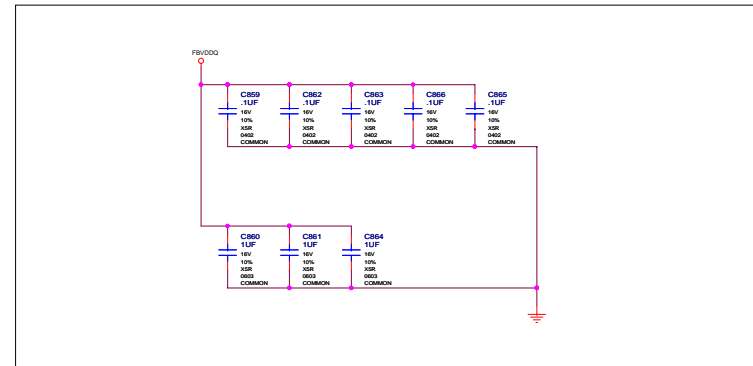 FBVDDQ
C859
.1UF
16V
10%
X5R
0402
COMMON
C862
.1UF
16V
10%
X5R
0402
COMMON
C863
.1UF
16V
10%
X5R
0402
COMMON
C866
.1UF
16V
10%
X5R
0402
COMMON
C865
.1UF
16V
10%
X5R
0402
COMMON
C860
1UF
16V
10%
X5R
0603
COMMON
C861
1UF
16V
10%
X5R
0603
COMMON
C864
1UF
16V
10%
X5R
0603
COMMON